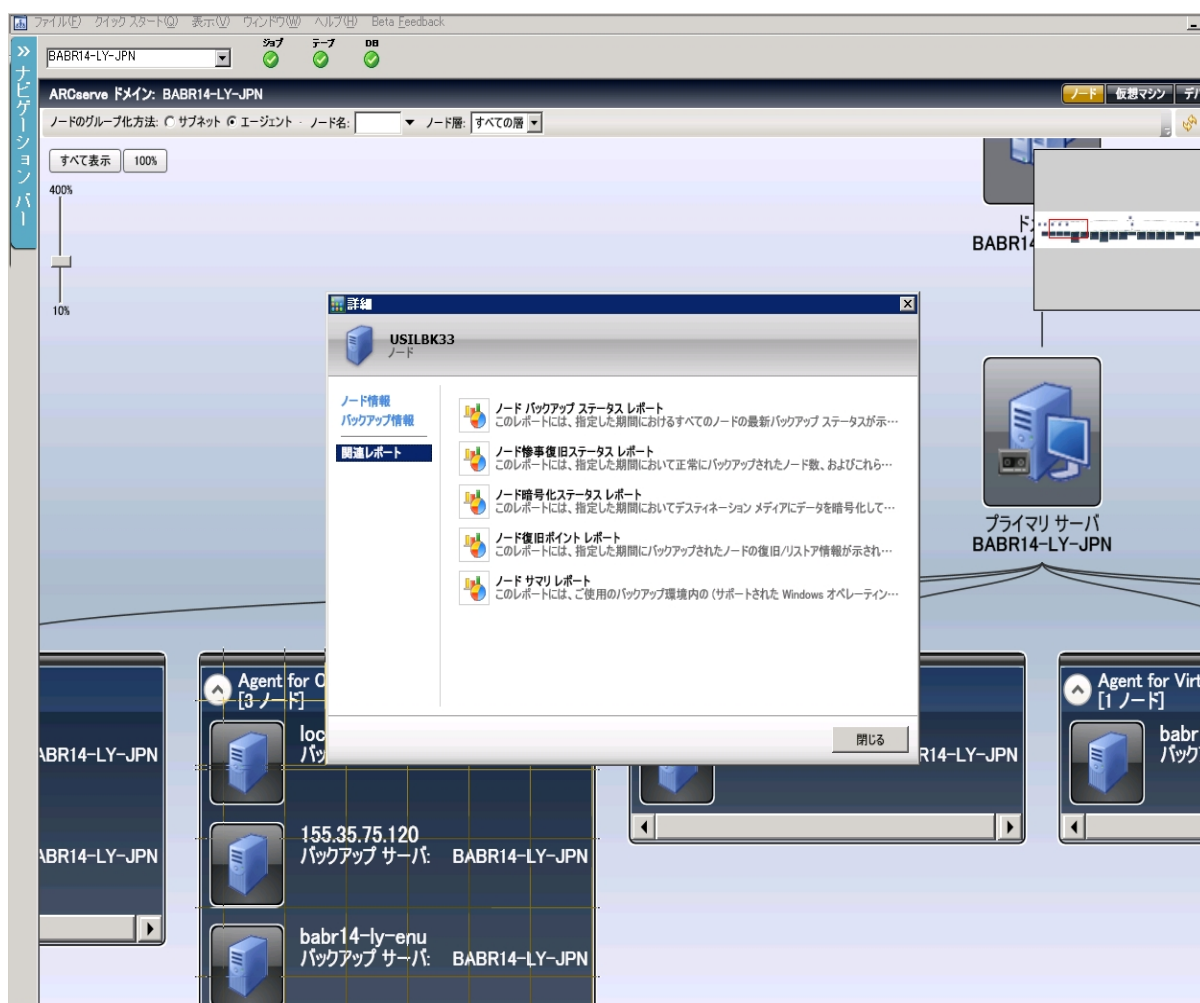 ファイル(F) クイック スタート(Q) 表示(V) ウィンドウ(W) ヘルプ(H) Beta Feedback
ナビゲーション バー
BABR14-LY-JPN
ジョブ テープ DB
ARCserve ドメイン: BABR14-LY-JPN
ノード 仮想マシン
ノードのグループ化方法: サブネット エージェント ノード名: ノード層: すべての層
すべて表示 100%
400%
10%
BABR14
プライマリ サーバ
BABR14-LY-JPN
詳細
USILBK33
ノード
ノード情報
バックアップ情報
関連レポート
ノード バックアップ ステータス レポート
このレポートには、指定した期間におけるすべてのノードの最新バックアップ ステータスが示…
ノード惨事復旧ステータス レポート
このレポートには、指定した期間において正常にバックアップされたノード数、およびこれら…
ノード暗号化ステータス レポート
このレポートには、指定した期間においてデスティネーション メディアにデータを暗号化して…
ノード復旧ポイント レポート
このレポートには、指定した期間にバックアップされたノードの復旧/リストア情報が示され…
ノード サマリ レポート
このレポートには、ご使用のバックアップ環境内の (サポートされた Windows オペレーティン…
閉じる
ABR14-LY-JPN
ABR14-LY-JPN
Agent for
[3 ノード]
155.35.75.120
バックアップ サーバ: BABR14-LY-JPN
babr14-ly-enu
バックアップ サーバ: BABR14-LY-JPN
R14-LY-JPN
Agent for Virt
[1 ノード]
babr
バック